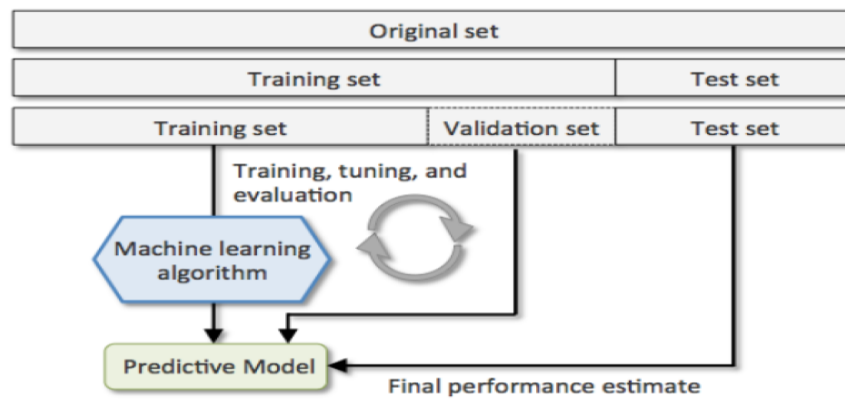 Original set
Training set
Test set
Training set
Validation set
Test set
Training, tuning, and
evaluation
Machine learning
algorithm
Predictive Model
Final performance estimate